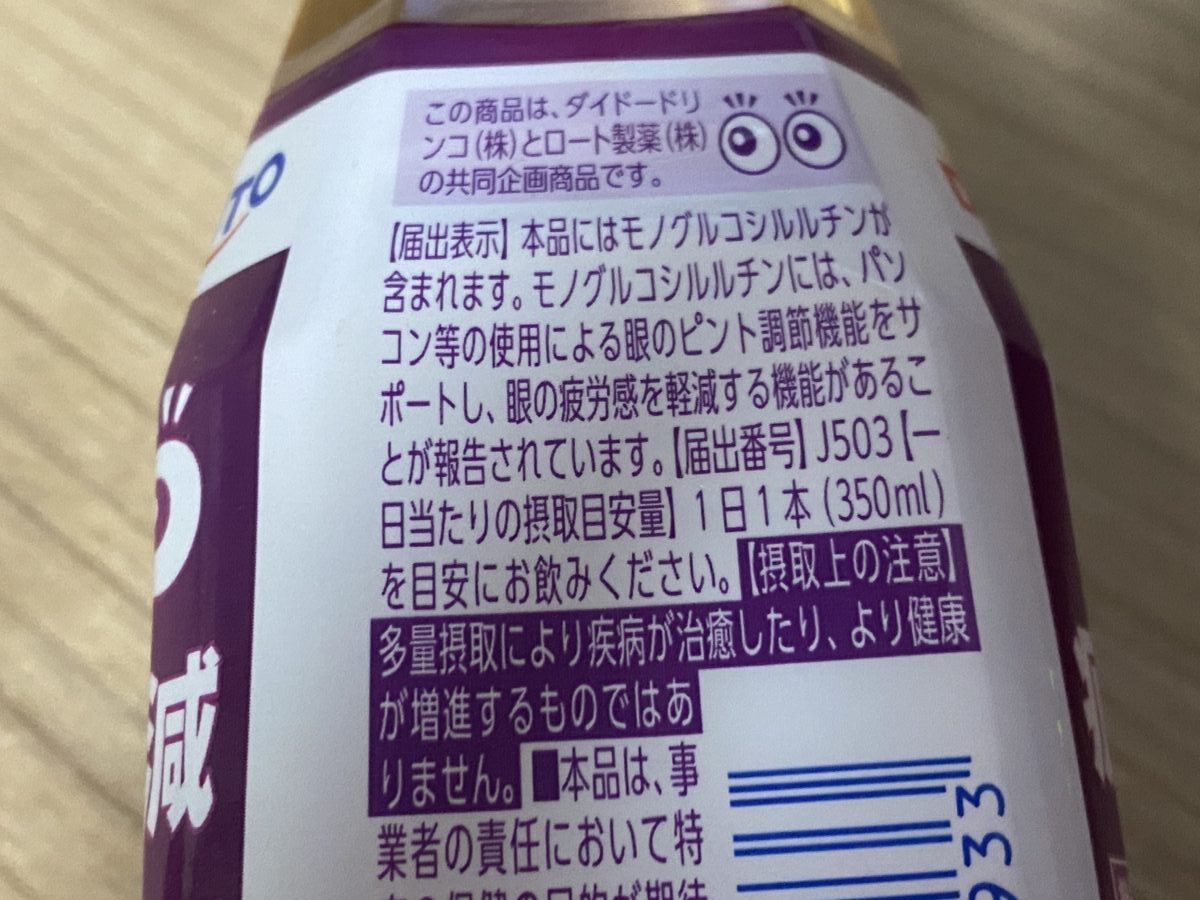 この商品は、ダイドードリ
ンコ(株)とロート製薬(株)
の共同企画商品です。
【届出表示】本品にはモノグルコシルルチンが
含まれます。モノグルコシルルチンには、パソ
コン等の使用による眼のピント調節機能をサ
ポートし、眼の疲労感を軽減する機能があるこ
とが報告されています。【届出番号】J503【一
日当たりの摂取目安量】1日1本(350ml)
を目安にお飲みください。【摂取上の注意】
多量摂取により疾病が治癒したり、より健康
が増進するものではあ
りません。■本品は、事
業者の責任において特
TO
減
933